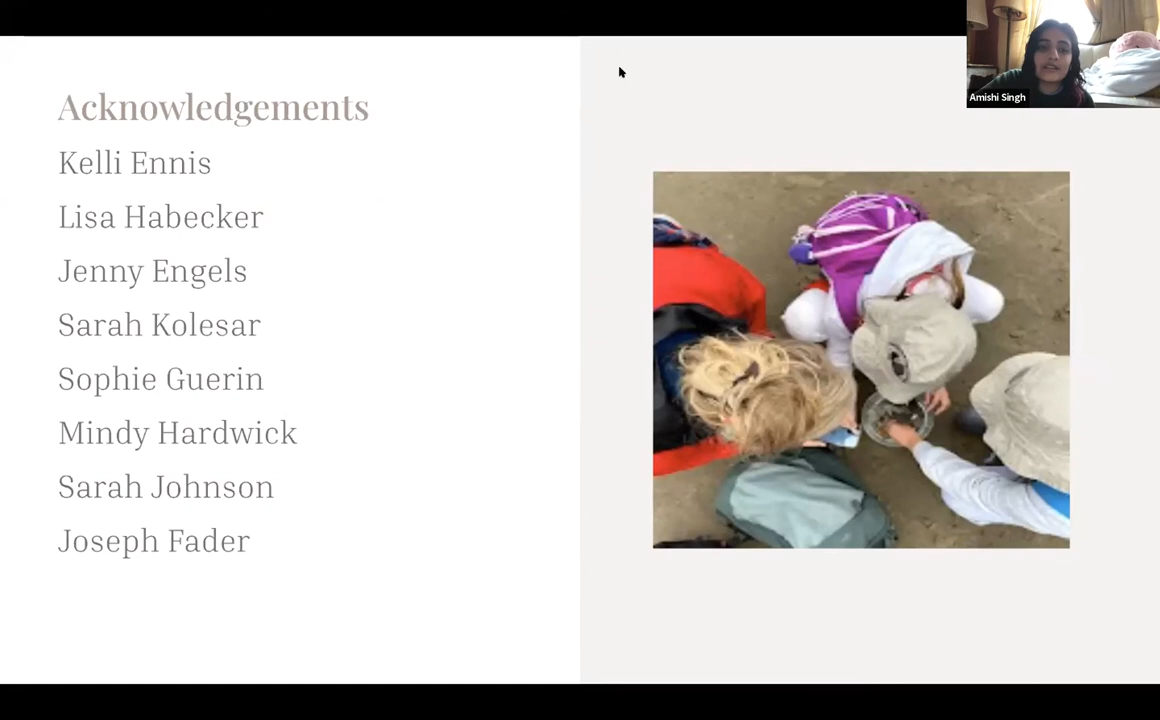 Acknowledgements
Kelli Ennis
Lisa Habecker
Jenny Engels
Sarah Kolesar
Sophie Guerin
Mindy Hardwick
Sarah Johnson
Joseph Fader
Amishi Singh